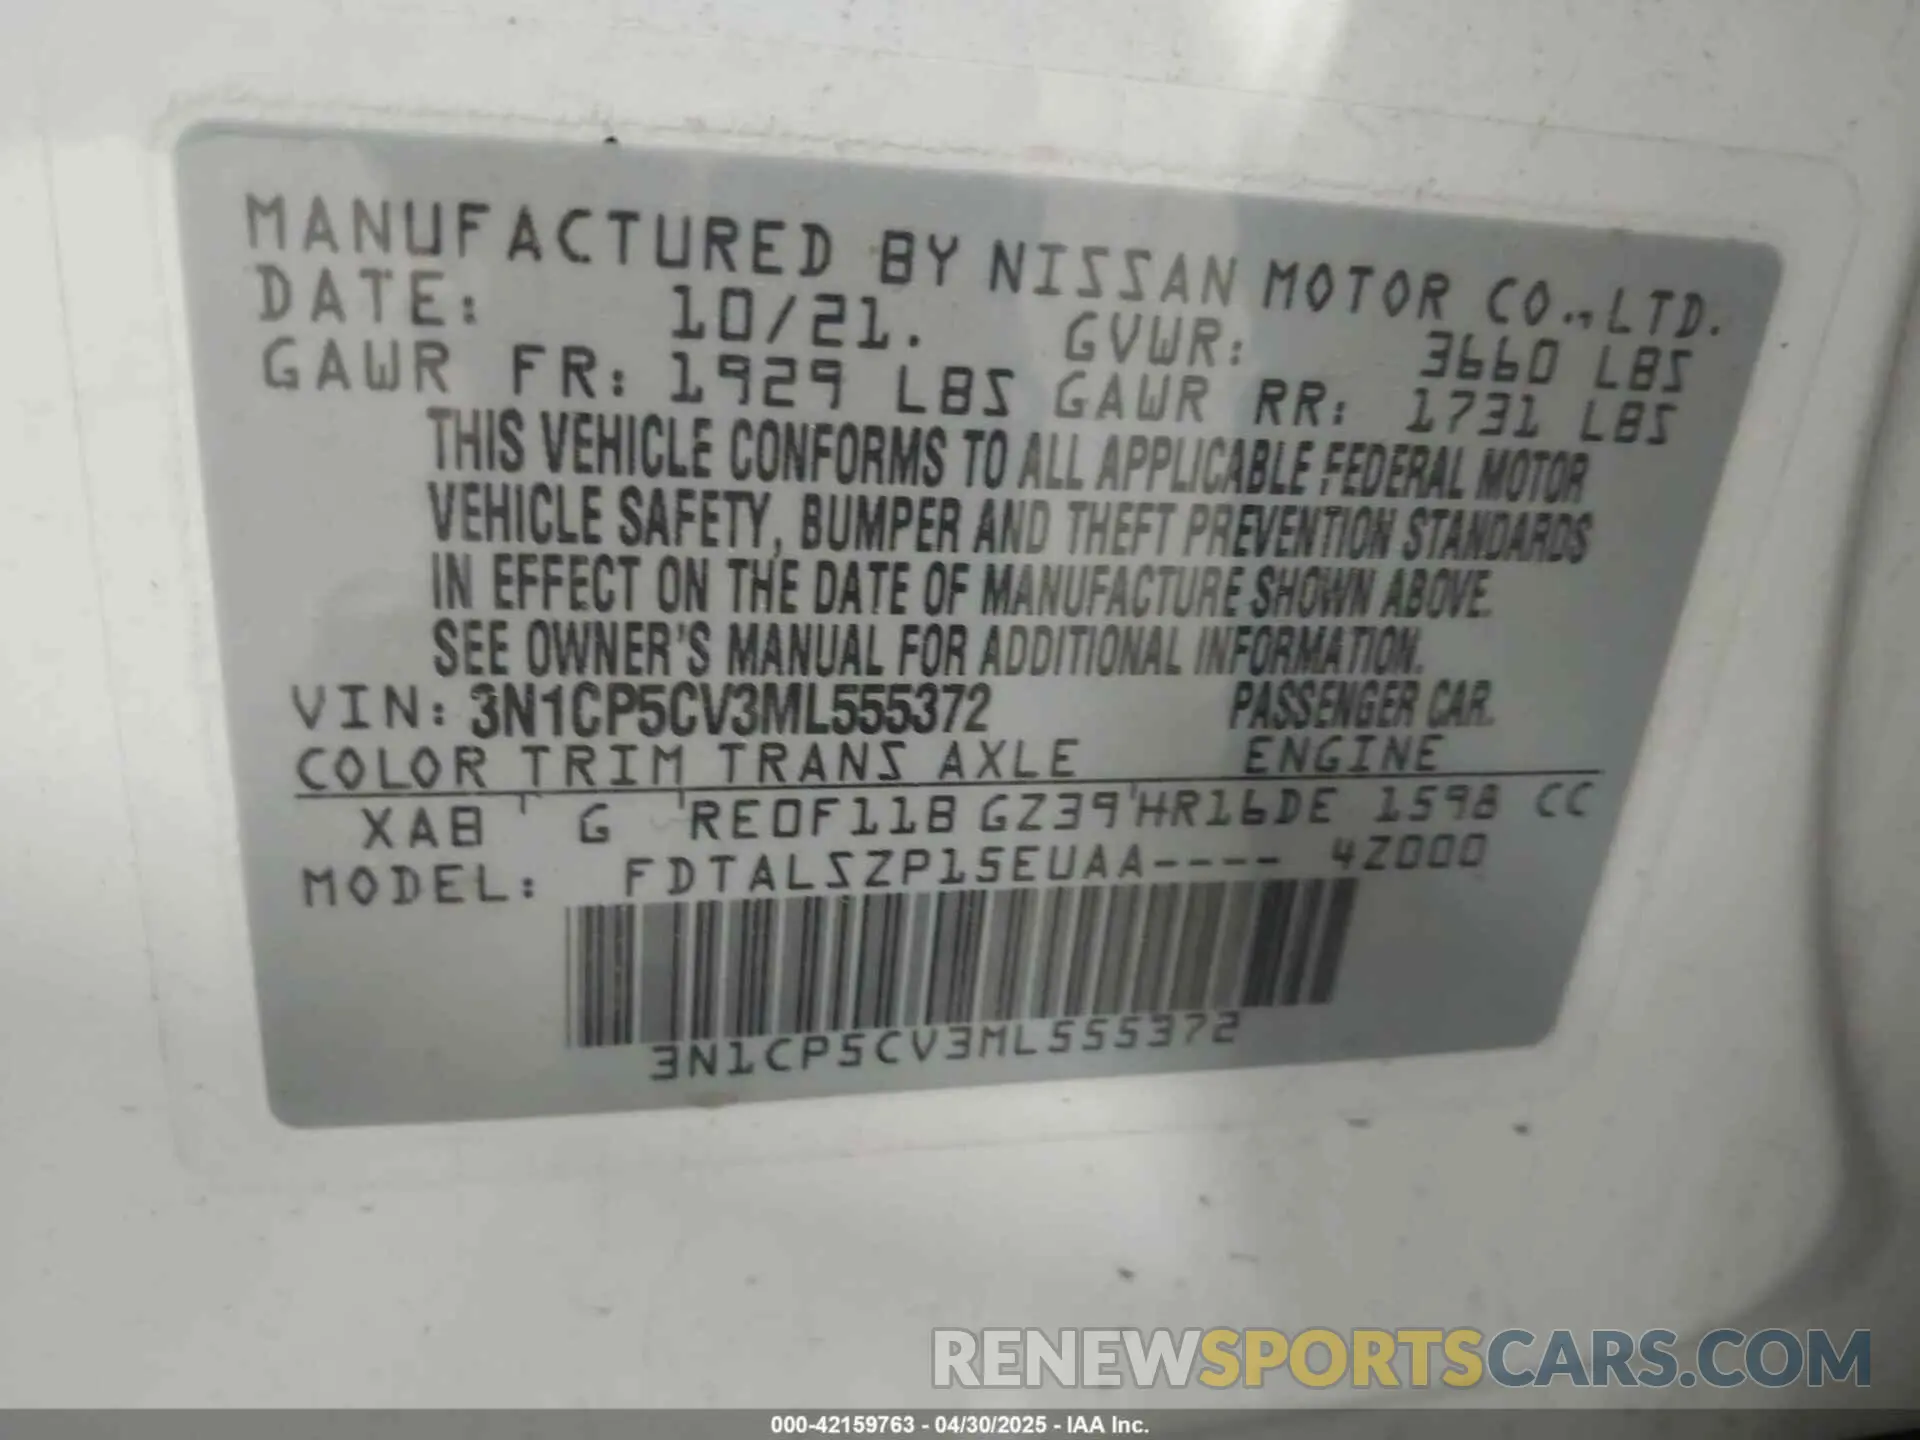 MANUFACTURED BY NISSAN MOTOR CO., LTD.
DATE: 10/21. GVWR: 3660 LBS
GAWR FR: 1929 LBS GAWR RR: 1731 LBS
THIS VEHICLE CONFORMS TO ALL APPLICABLE FEDERAL MOTOR
VEHICLE SAFETY, BUMPER AND THEFT PREVENTION STANDARDS
IN EFFECT ON THE DATE OF MANUFACTURE SHOWN ABOVE.
SEE OWNER'S MANUAL FOR ADDITIONAL INFORMATION.
VIN: 3N1CP5CV3ML555372 PASSENGER CAR.
COLOR TRIM TRANS AXLE ENGINE
XAB G RE0F11B GZ39 HR16DE 1598 CC
MODEL: FDTALSZP15EUAA---- 4Z000
3N1CP5CV3ML555372
RENEWSPORTSCARS.COM
000-42159763 - 04/30/2025 - IAA Inc.